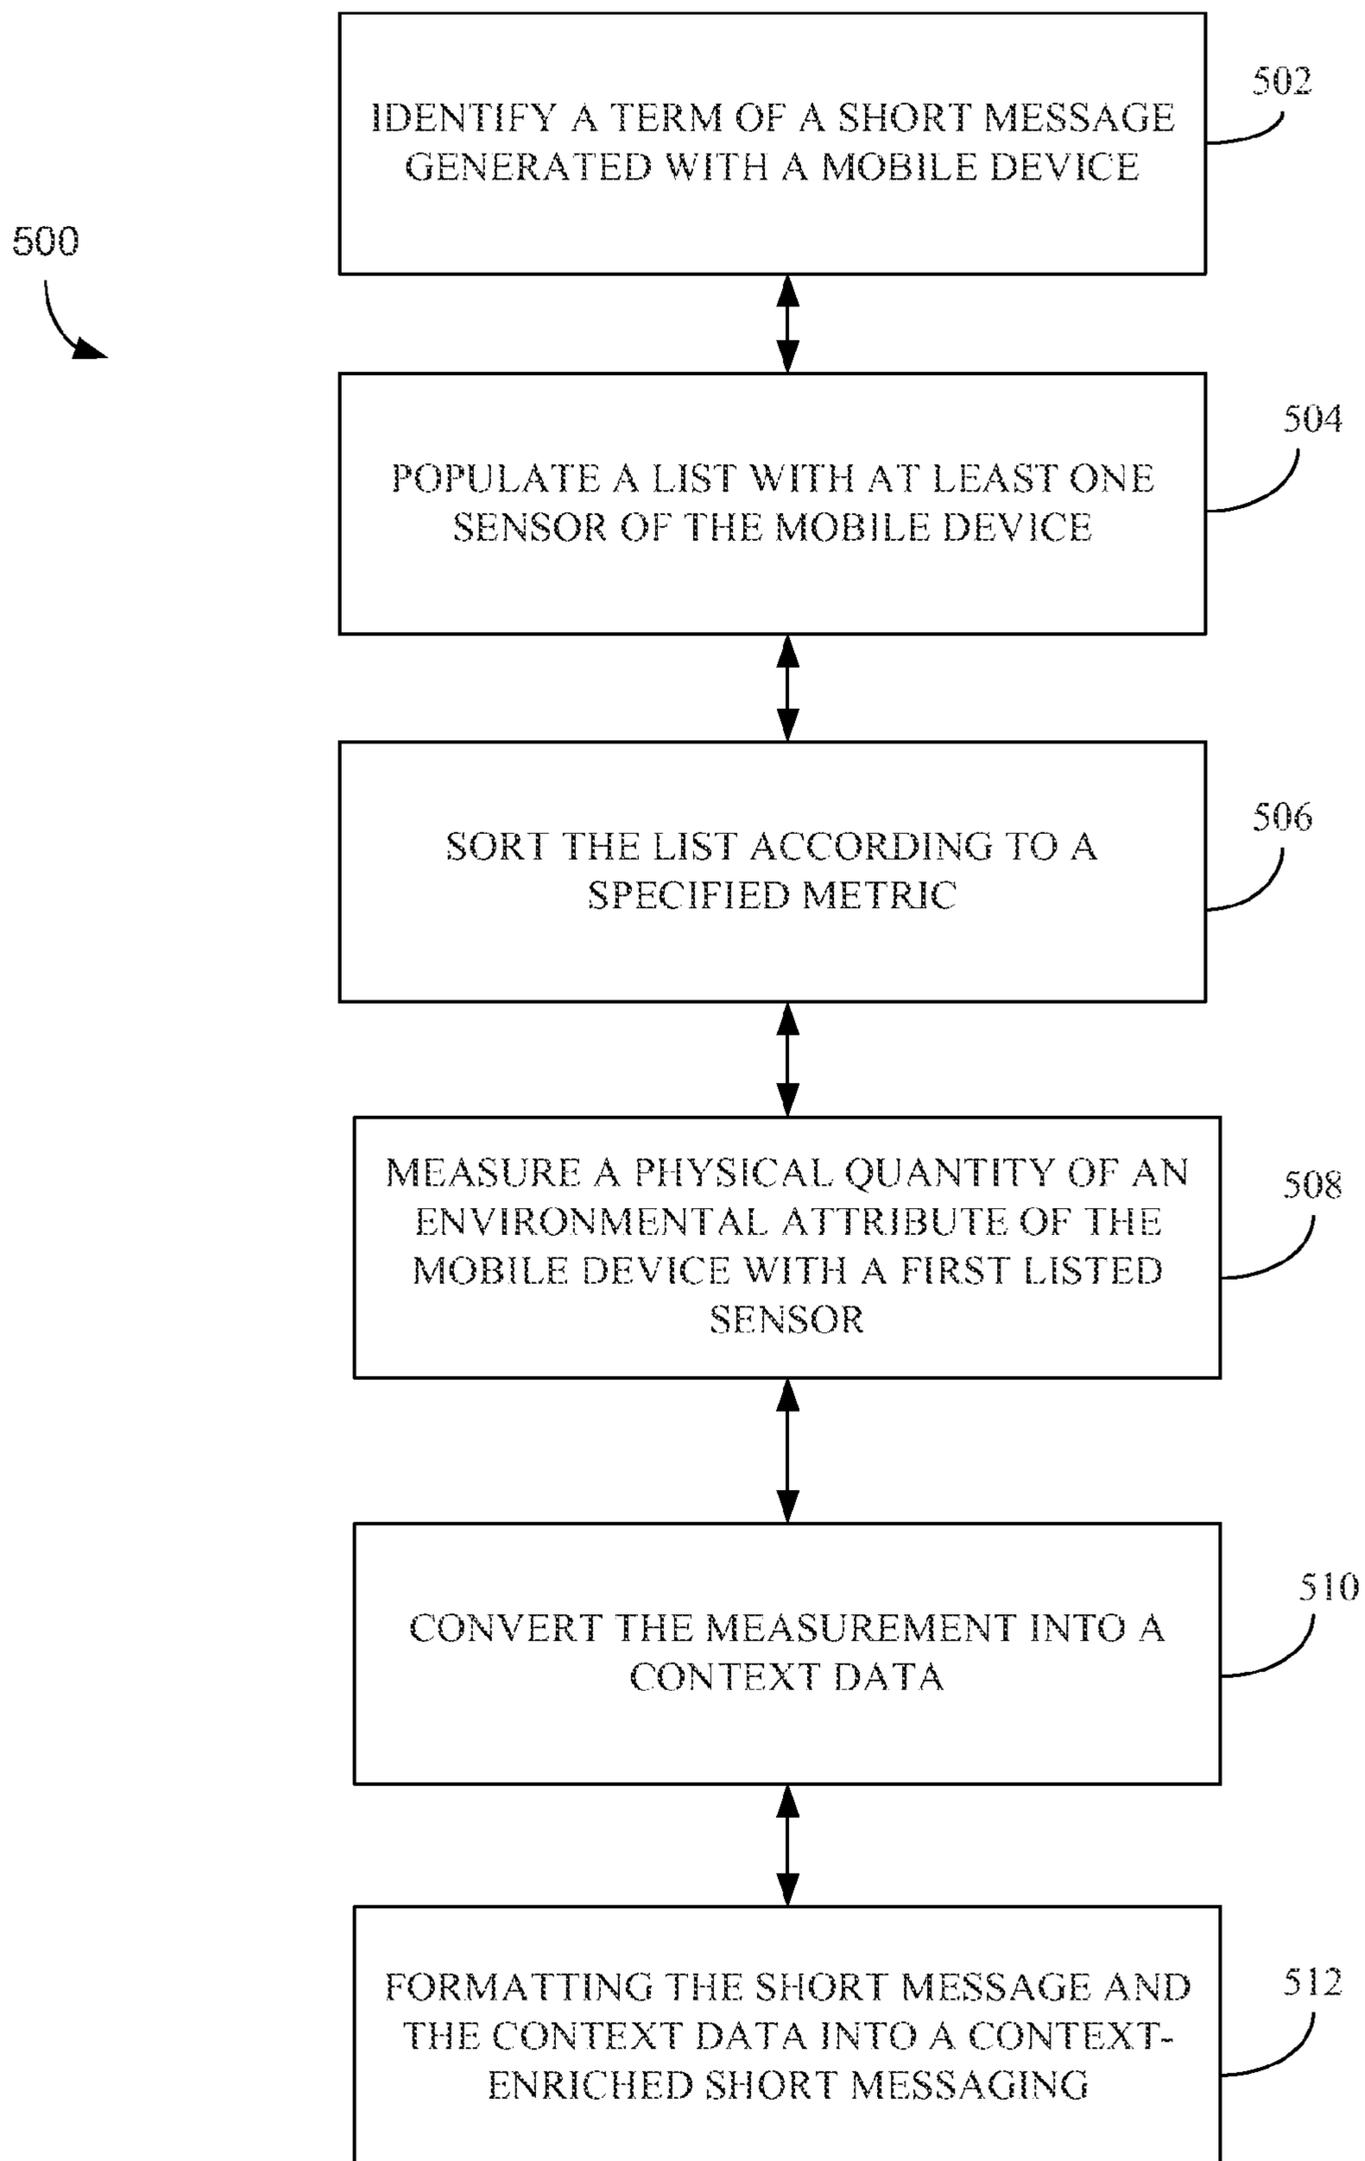 502
IDENTIFY A TERM OF A SHORT MESSAGE
GENERATED WITH A MOBILE DEVICE
500
504
POPULATE A LIST WITH AT LEAST ONE
SENSOR OF THE MOBILE DEVICE
506
SORT THE LIST ACCORDING TO A
SPECIFIED METRIC
508
MEASURE A PHYSICAL QUANTITY OF AN
ENVIRONMENTAL ATTRIBUTE OF THE
MOBILE DEVICE WITH A FIRST LISTED
SENSOR
510
CONVERT THE MEASUREMENT INTO A
CONTEXT DATA
512
FORMATTING THE SHORT MESSAGE AND
THE CONTEXT DATA INTO A CONTEXT-
ENRICHED SHORT MESSAGING